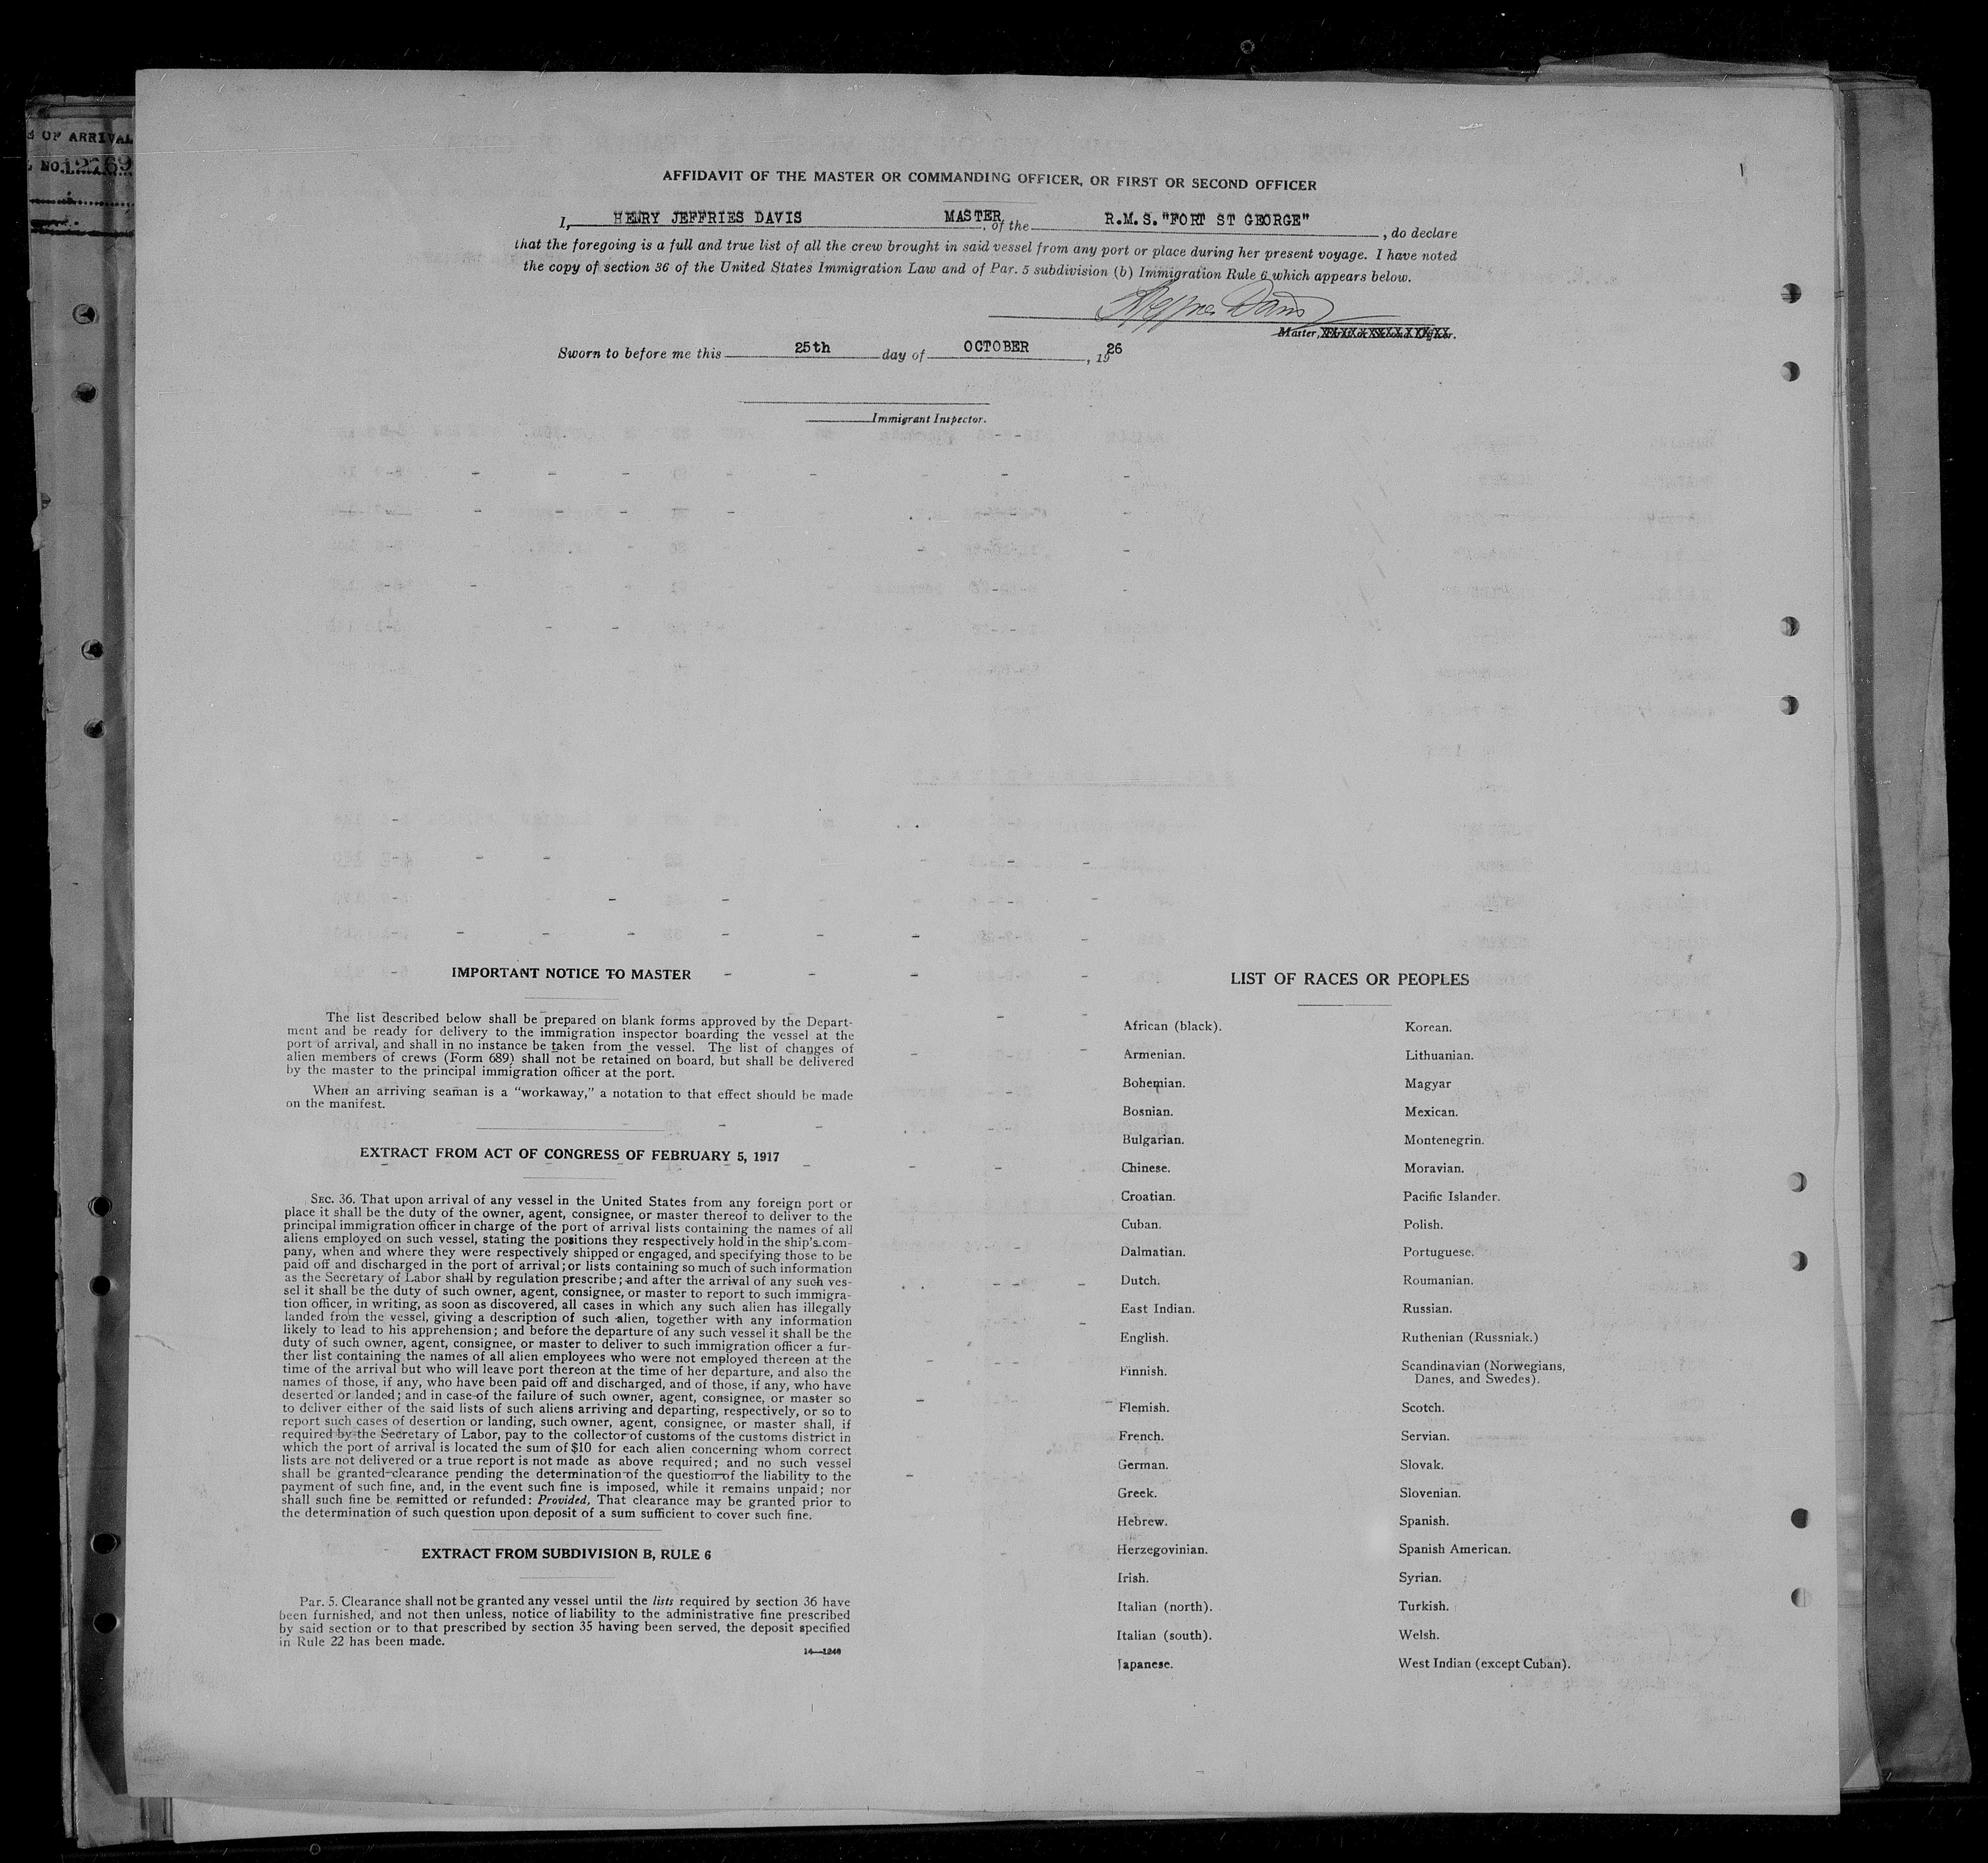 OF ARRIVAL
NO. 12769
AFFIDAVIT OF THE MASTER OR COMMANDING OFFICER, OR FIRST OR SECOND OFFICER
I, HENRY JEFFRIES DAVIS MASTER, of the R.M.S. "FORT ST GEORGE", do declare
that the foregoing is a full and true list of all the crew brought in said vessel from any port or place during her present voyage. I have noted
the copy of section 36 of the United States Immigration Law and of Par. 5 subdivision (b) Immigration Rule 6 which appears below.
Jeffries Davis
Master,
Sworn to before me this 25th day of OCTOBER, 1926
Immigrant Inspector.
IMPORTANT NOTICE TO MASTER
The list described below shall be prepared on blank forms approved by the Depart-
ment and be ready for delivery to the immigration inspector boarding the vessel at the
port of arrival, and shall in no instance be taken from the vessel. The list of changes of
alien members of crews (Form 689) shall not be retained on board, but shall be delivered
by the master to the principal immigration officer at the port.
When an arriving seaman is a "workaway," a notation to that effect should be made
on the manifest.
EXTRACT FROM ACT OF CONGRESS OF FEBRUARY 5, 1917
SEC. 36. That upon arrival of any vessel in the United States from any foreign port or
place it shall be the duty of the owner, agent, consignee, or master thereof to deliver to the
principal immigration officer in charge of the port of arrival lists containing the names of all
aliens employed on such vessel, stating the positions they respectively hold in the ship's com-
pany, when and where they were respectively shipped or engaged, and specifying those to be
paid off and discharged in the port of arrival; or lists containing so much of such information
as the Secretary of Labor shall by regulation prescribe; and after the arrival of any such ves-
sel it shall be the duty of such owner, agent, consignee, or master to report to such immigra-
tion officer, in writing, as soon as discovered, all cases in which any such alien has illegally
landed from the vessel, giving a description of such alien, together with any information
likely to lead to his apprehension; and before the departure of any such vessel it shall be the
duty of such owner, agent, consignee, or master to deliver to such immigration officer a fur-
ther list containing the names of all alien employees who were not employed thereon at the
time of the arrival but who will leave port thereon at the time of her departure, and also the
names of those, if any, who have been paid off and discharged, and of those, if any, who have
deserted or landed; and in case of the failure of such owner, agent, consignee, or master so
to deliver either of the said lists of such aliens arriving and departing, respectively, or so to
report such cases of desertion or landing, such owner, agent, consignee, or master shall, if
required by the Secretary of Labor, pay to the collector of customs of the customs district in
which the port of arrival is located the sum of $10 for each alien concerning whom correct
lists are not delivered or a true report is not made as above required; and no such vessel
shall be granted clearance pending the determination of the question of the liability to the
payment of such fine, and, in the event such fine is imposed, while it remains unpaid; nor
shall such fine be remitted or refunded: Provided, That clearance may be granted prior to
the determination of such question upon deposit of a sum sufficient to cover such fine.
EXTRACT FROM SUBDIVISION B, RULE 6
Par. 5. Clearance shall not be granted any vessel until the lists required by section 36 have
been furnished, and not then unless, notice of liability to the administrative fine prescribed
by said section or to that prescribed by section 35 having been served, the deposit specified
in Rule 22 has been made.
14—1240
LIST OF RACES OR PEOPLES
African (black).
Armenian.
Bohemian.
Bosnian.
Bulgarian.
Chinese.
Croatian.
Cuban.
Dalmatian.
Dutch.
East Indian.
English.
Finnish.
Flemish.
French.
German.
Greek.
Hebrew.
Herzegovinian.
Irish.
Italian (north).
Italian (south).
Japanese.
Korean.
Lithuanian.
Magyar
Mexican.
Montenegrin.
Moravian.
Pacific Islander.
Polish.
Portuguese.
Roumanian.
Russian.
Ruthenian (Russniak.)
Scandinavian (Norwegians,
Danes, and Swedes).
Scotch.
Servian.
Slovak.
Slovenian.
Spanish.
Spanish American.
Syrian.
Turkish.
Welsh.
West Indian (except Cuban).